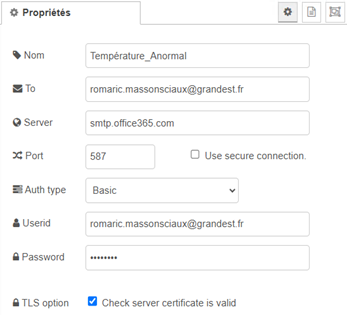 Propriétés
Nom Température_Anormal
To romaric.massonsciaux@grandest.fr
Server smtp.office365.com
Port 587 Use secure connection.
Auth type Basic
Userid romaric.massonsciaux@grandest.fr
Password ••••••••
TLS option Check server certificate is valid